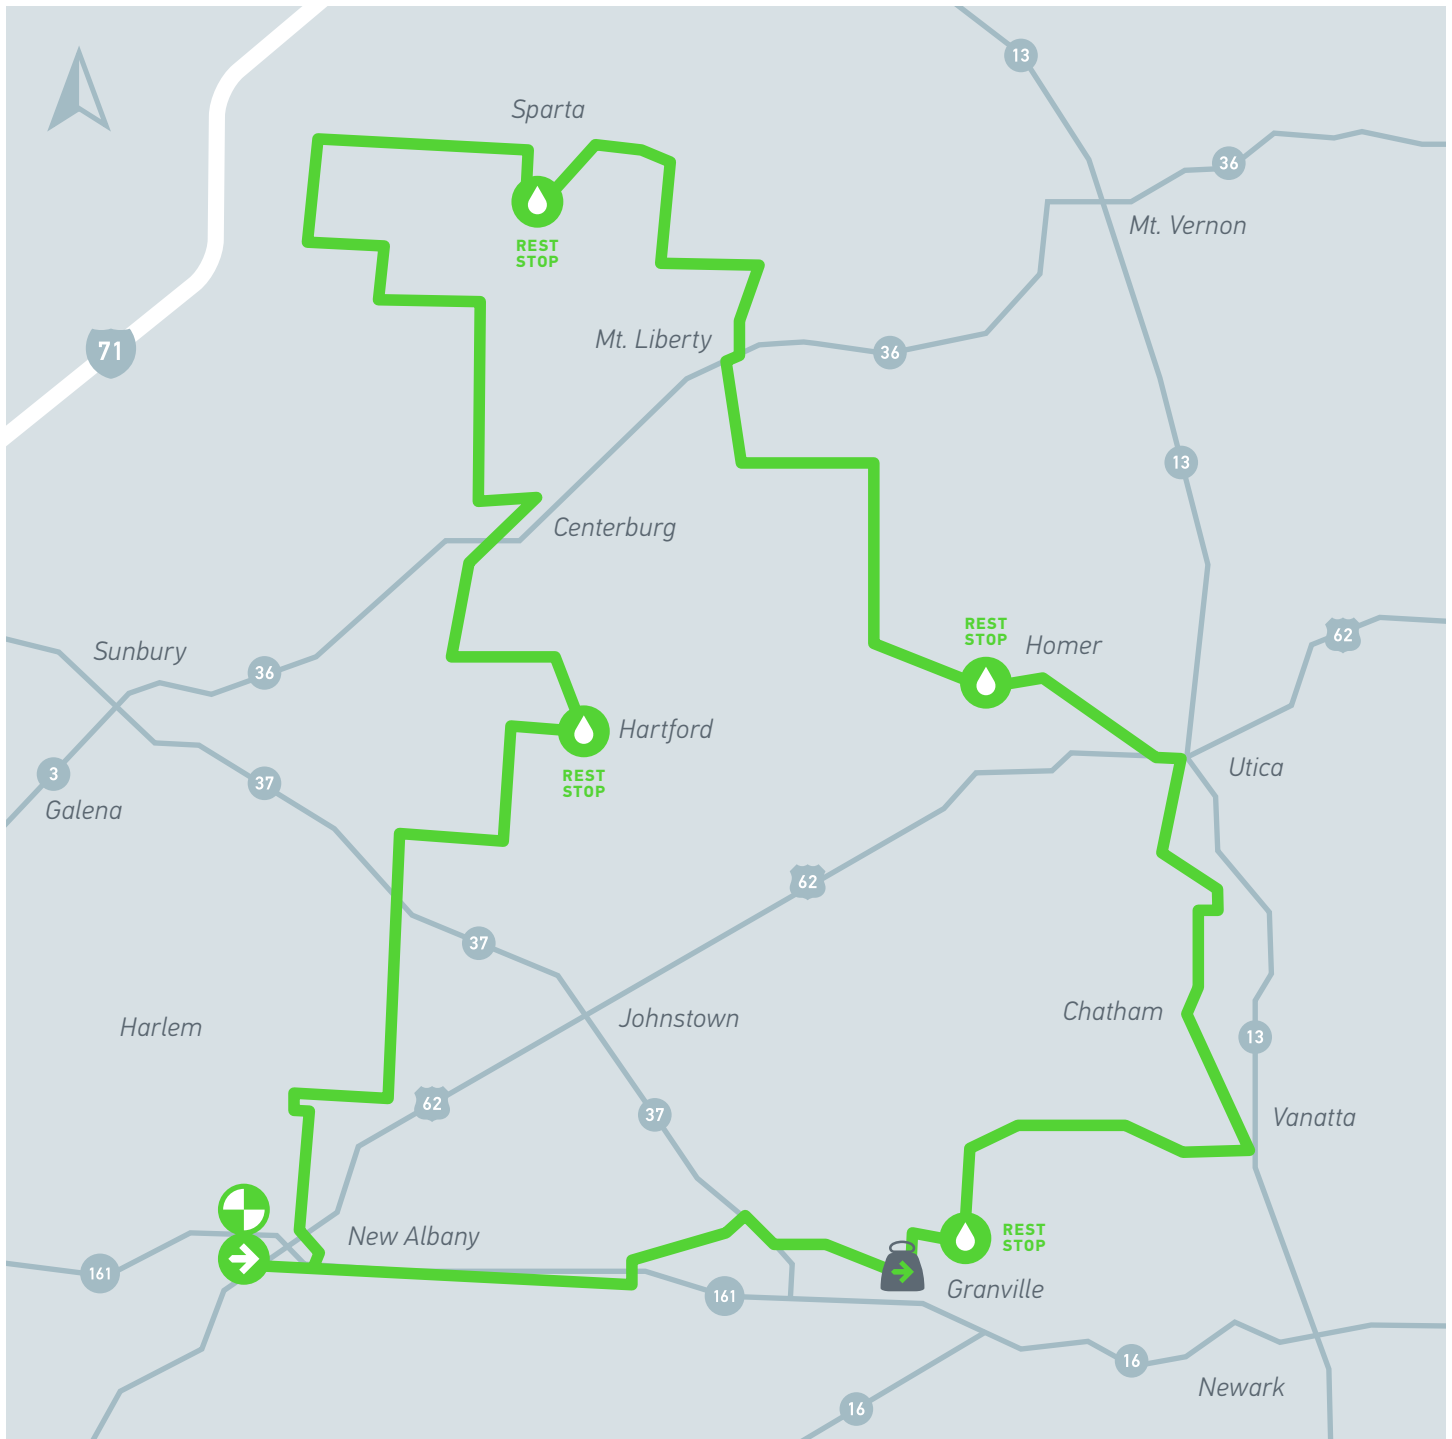 13
Sparta
36
Mt. Vernon
REST
STOP
71
Mt. Liberty
36
13
Centerburg
REST
STOP
Homer
62
Sunbury
36
Hartford
Utica
3
37
REST
STOP
Galena
62
37
Chatham
Johnstown
Harlem
13
62
37
Vanatta
New Albany
REST
STOP
161
Granville
161
16
Newark
16